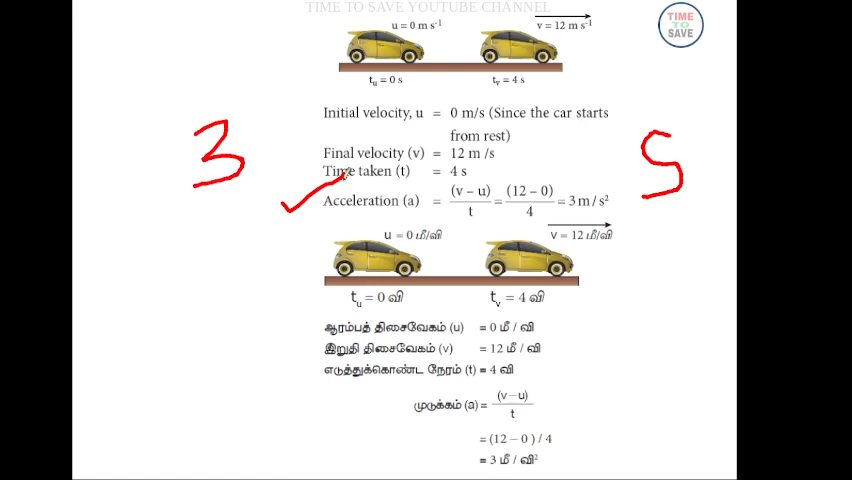 TIME TO SAVE YOUTUBE CHANNEL
TIME
TO
SAVE
u = 0 m s⁻¹
v = 12 m s⁻¹
tᵤ = 0 s
tᵥ = 4 s
Initial velocity, u = 0 m/s (Since the car starts
from rest)
3
S
Final velocity (v) = 12 m /s
Time taken (t) = 4 s
Acceleration (a) = (v – u) / t = (12 – 0) / 4 = 3 m / s²
u = 0 மீ/வி
v = 12 மீ/வி
tᵤ = 0 வி
tᵥ = 4 வி
ஆரம்பத் திசைவேகம் (u) = 0 மீ / வி
இறுதி திசைவேகம் (v) = 12 மீ / வி
எடுத்துக்கொண்ட நேரம் (t) = 4 வி
முடுக்கம் (a) = (v–u) / t
= (12 – 0 ) / 4
= 3 மீ / வி²